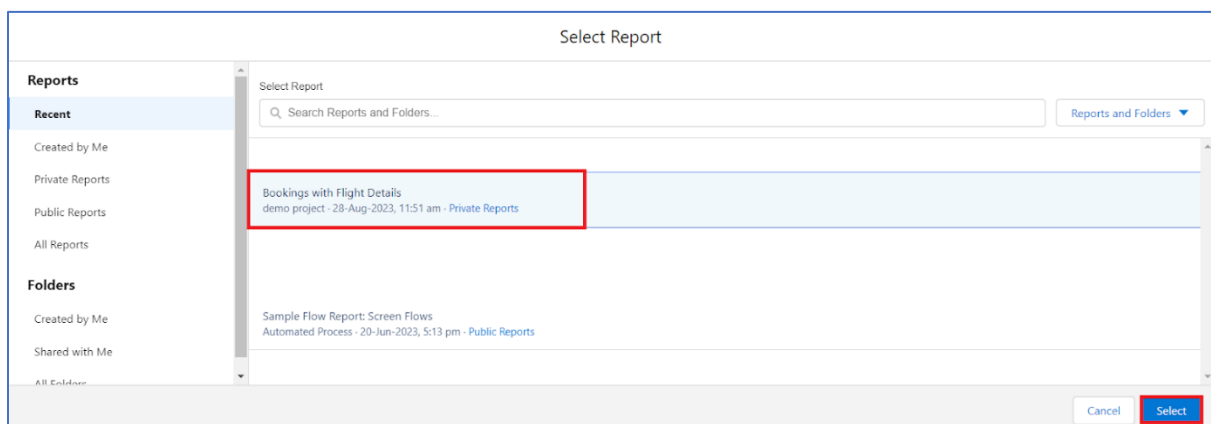 Select Report
Reports
Recent
Created by Me
Private Reports
Public Reports
All Reports
Folders
Created by Me
Shared with Me
All Folders
Select Report
Search Reports and Folders...
Reports and Folders
Bookings with Flight Details
demo project · 28-Aug-2023, 11:51 am · Private Reports
Sample Flow Report: Screen Flows
Automated Process · 20-Jun-2023, 5:13 pm · Public Reports
Cancel
Select